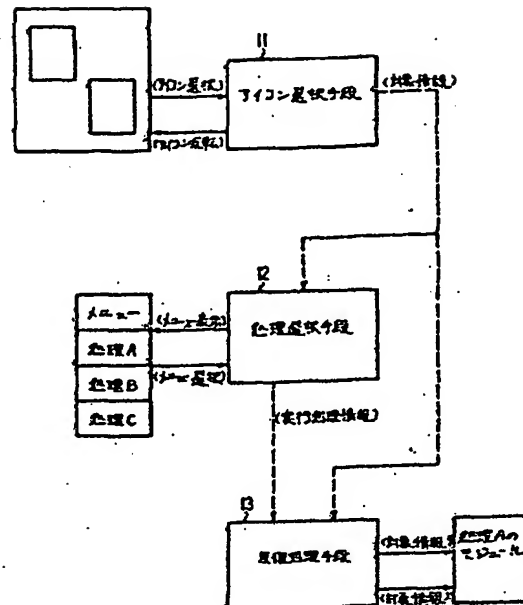 11
(アイコン選択)
アイコン選択手段
(対象情報)
(アイコン反転)
12
メニュー
(メニュー表示)
処理選択手段
処理A
(メニュー選択)
処理B
処理C
(実行処理情報)
13
反復処理手段
(対象情報)
処理Aの
モジュール
(対象情報)